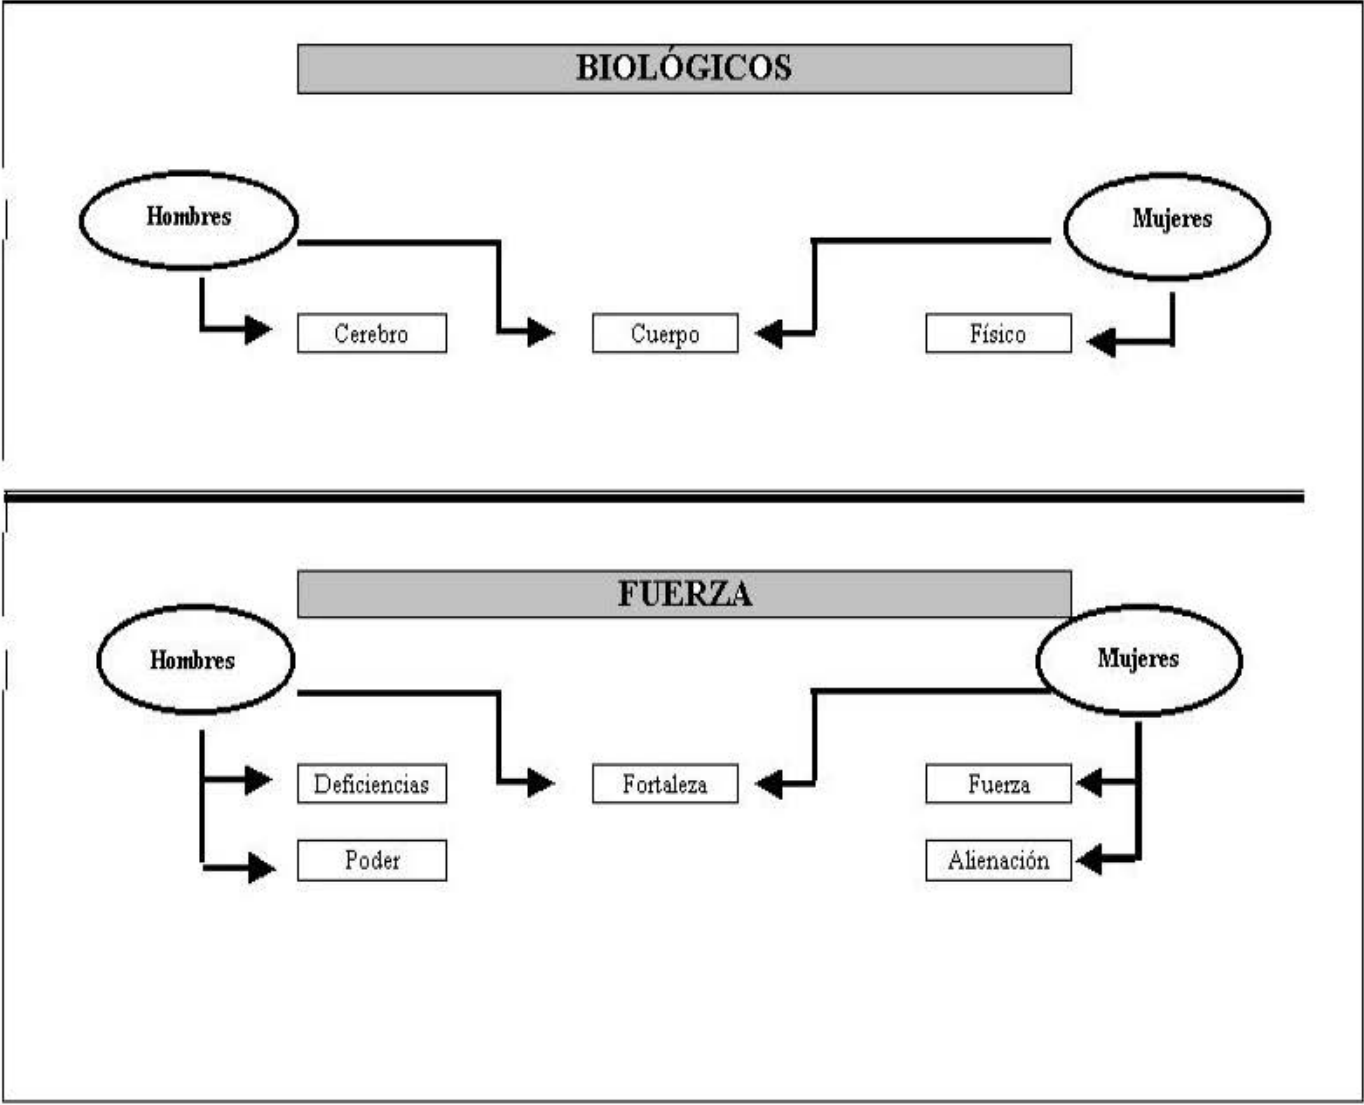 BIOLÓGICOS
Hombres
Mujeres
Cerebro
Cuerpo
Físico
FUERZA
Hombres
Mujeres
Deficiencias
Fortaleza
Fuerza
Poder
Alienación